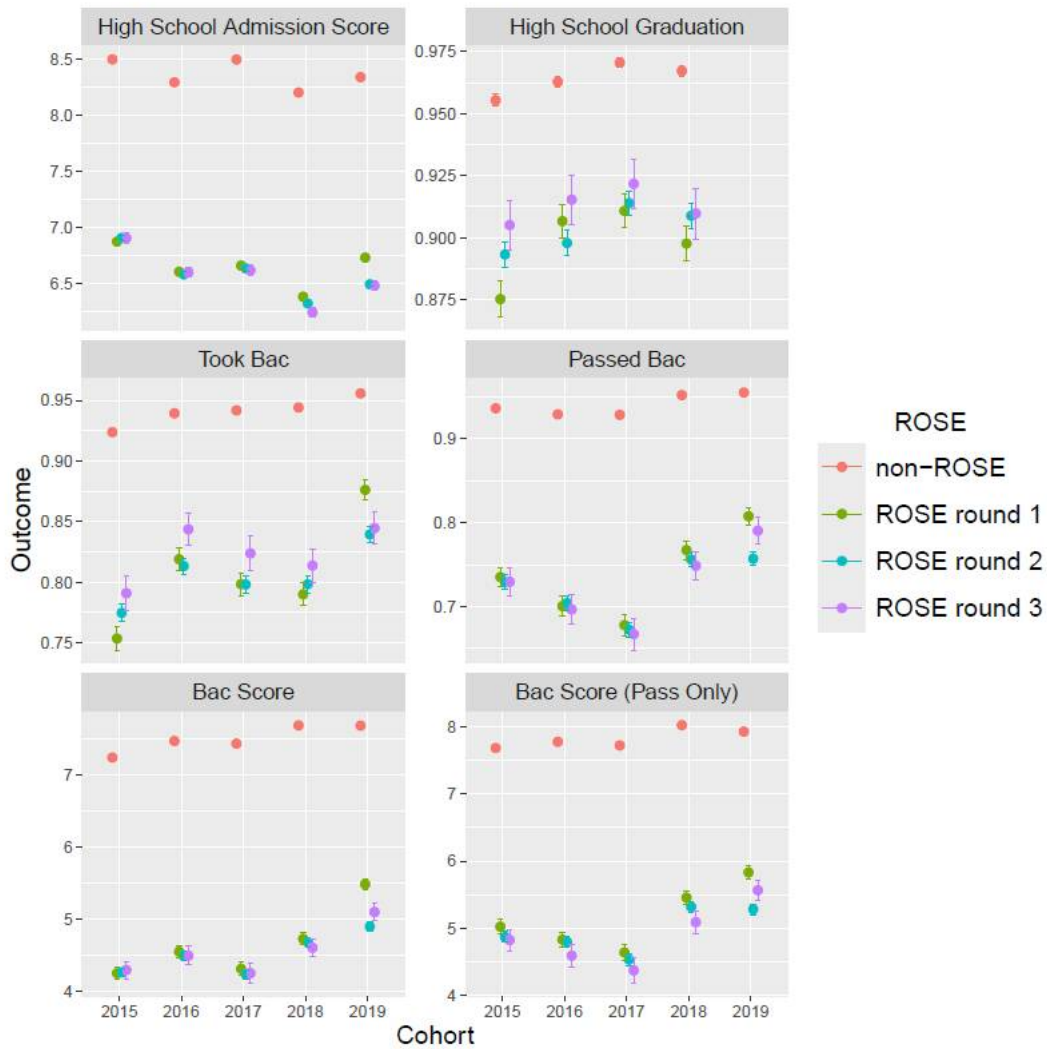 High School Admission Score
High School Graduation
8.5
8.0
7.5
7.0
6.5
0.975
0.950
0.925
0.900
0.875
Took Bac
Passed Bac
0.95
0.90
0.85
0.80
0.75
0.9
0.8
0.7
Bac Score
Bac Score (Pass Only)
7
6
5
4
8
7
6
5
4
2015 2016 2017 2018 2019
2015 2016 2017 2018 2019
Outcome
Cohort
ROSE
non−ROSE
ROSE round 1
ROSE round 2
ROSE round 3